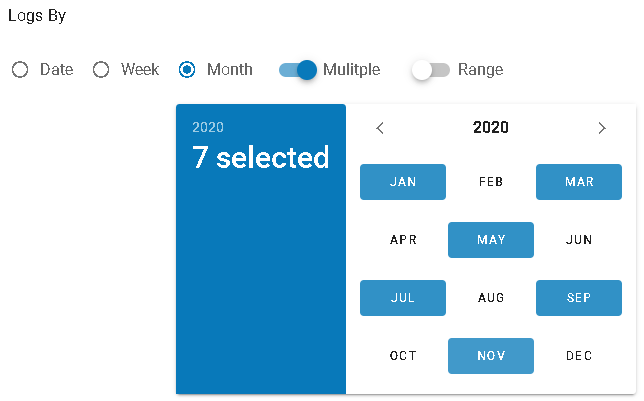 Logs By
Date Week Month Mulitple Range
2020
7 selected
2020
JAN FEB MAR
APR MAY JUN
JUL AUG SEP
OCT NOV DEC